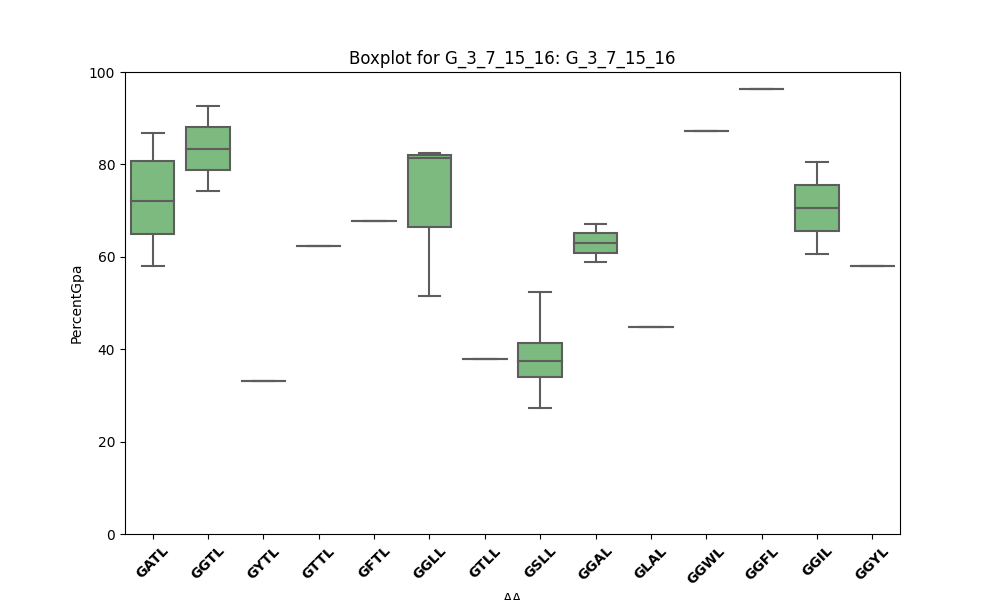 Boxplot for G_3_7_15_16: G_3_7_15_16
PercentGpa
100
80
60
40
20
0
GATL
GGTL
GYTL
GTTL
GFTL
GGLL
GTLL
GSLL
GGAL
GLAL
GGWL
GGFL
GGIL
GGYL
AA